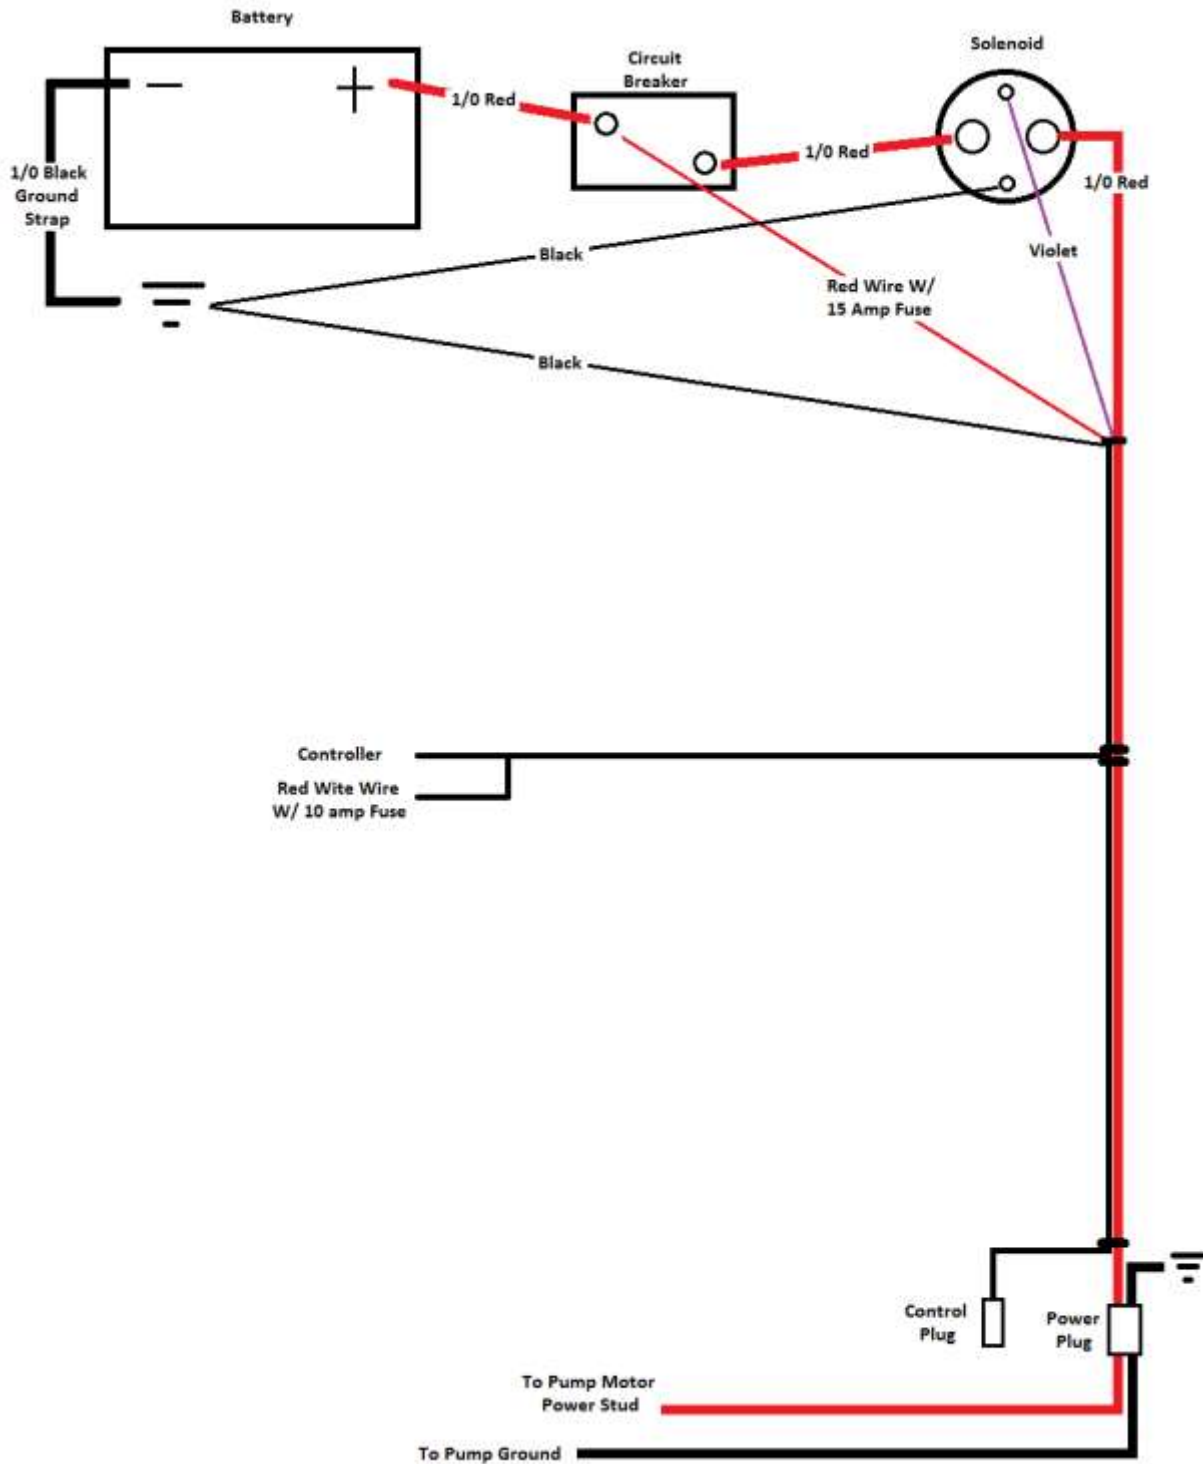 Battery
Circuit
Breaker
Solenoid
1/0 Red
1/0 Red
1/0 Red
1/0 Black
Ground
Strap
Black
Violet
Red Wire W/
15 Amp Fuse
Black
Controller
Red Wite Wire
W/ 10 amp Fuse
Control
Plug
Power
Plug
To Pump Motor
Power Stud
To Pump Ground